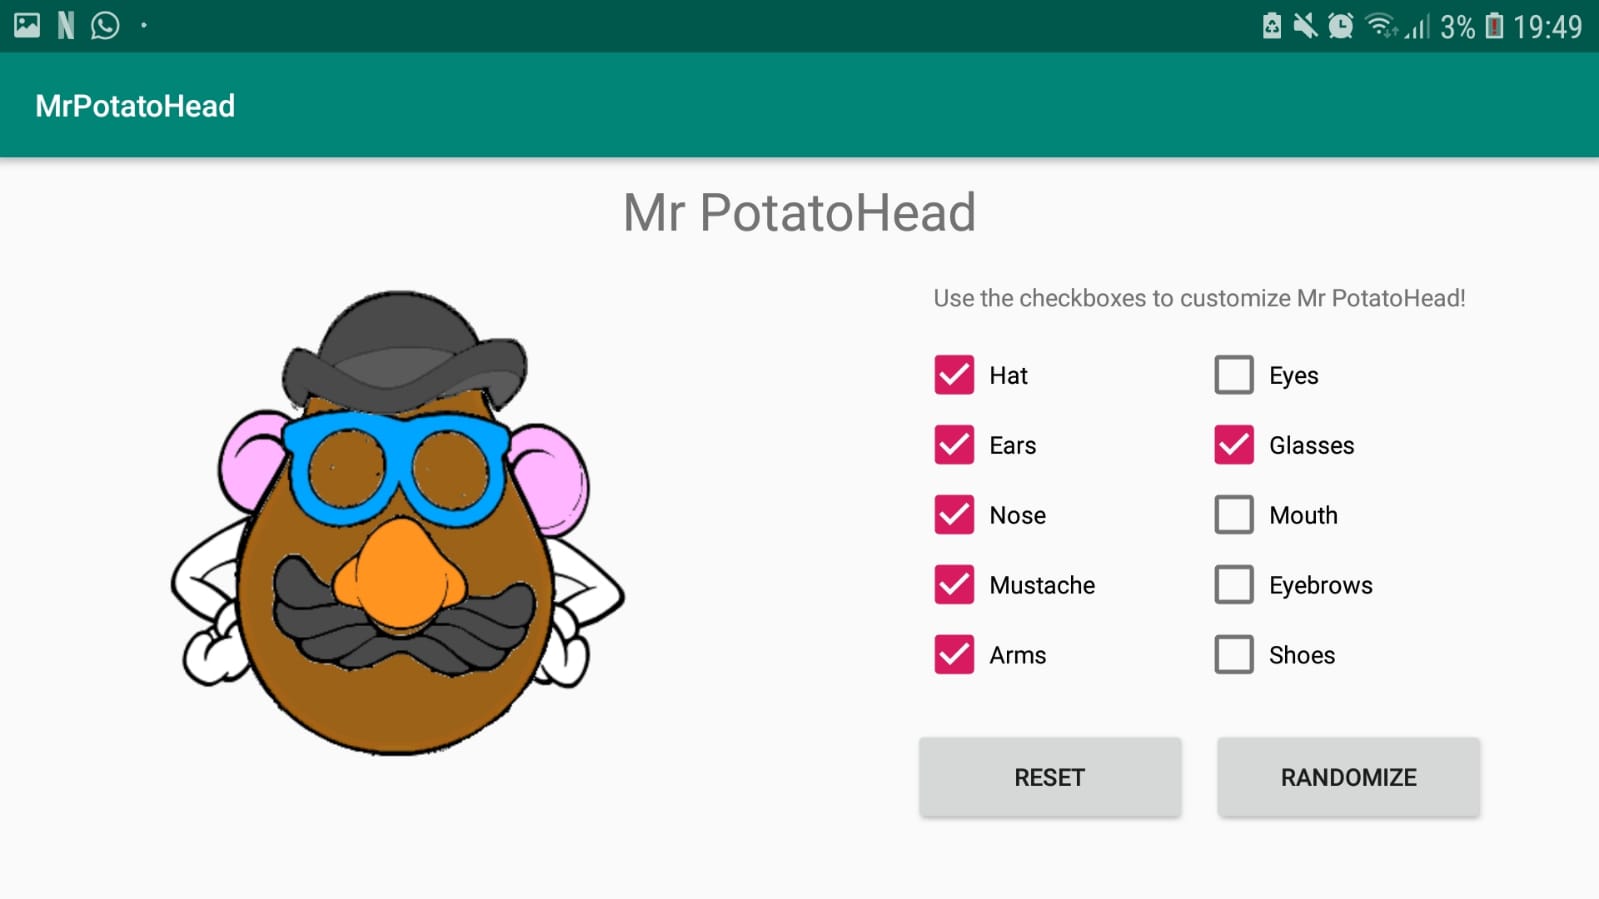 3% 19:49
MrPotatoHead
Mr PotatoHead
Use the checkboxes to customize Mr PotatoHead!
Hat
Eyes
Ears
Glasses
Nose
Mouth
Mustache
Eyebrows
Arms
Shoes
RESET
RANDOMIZE